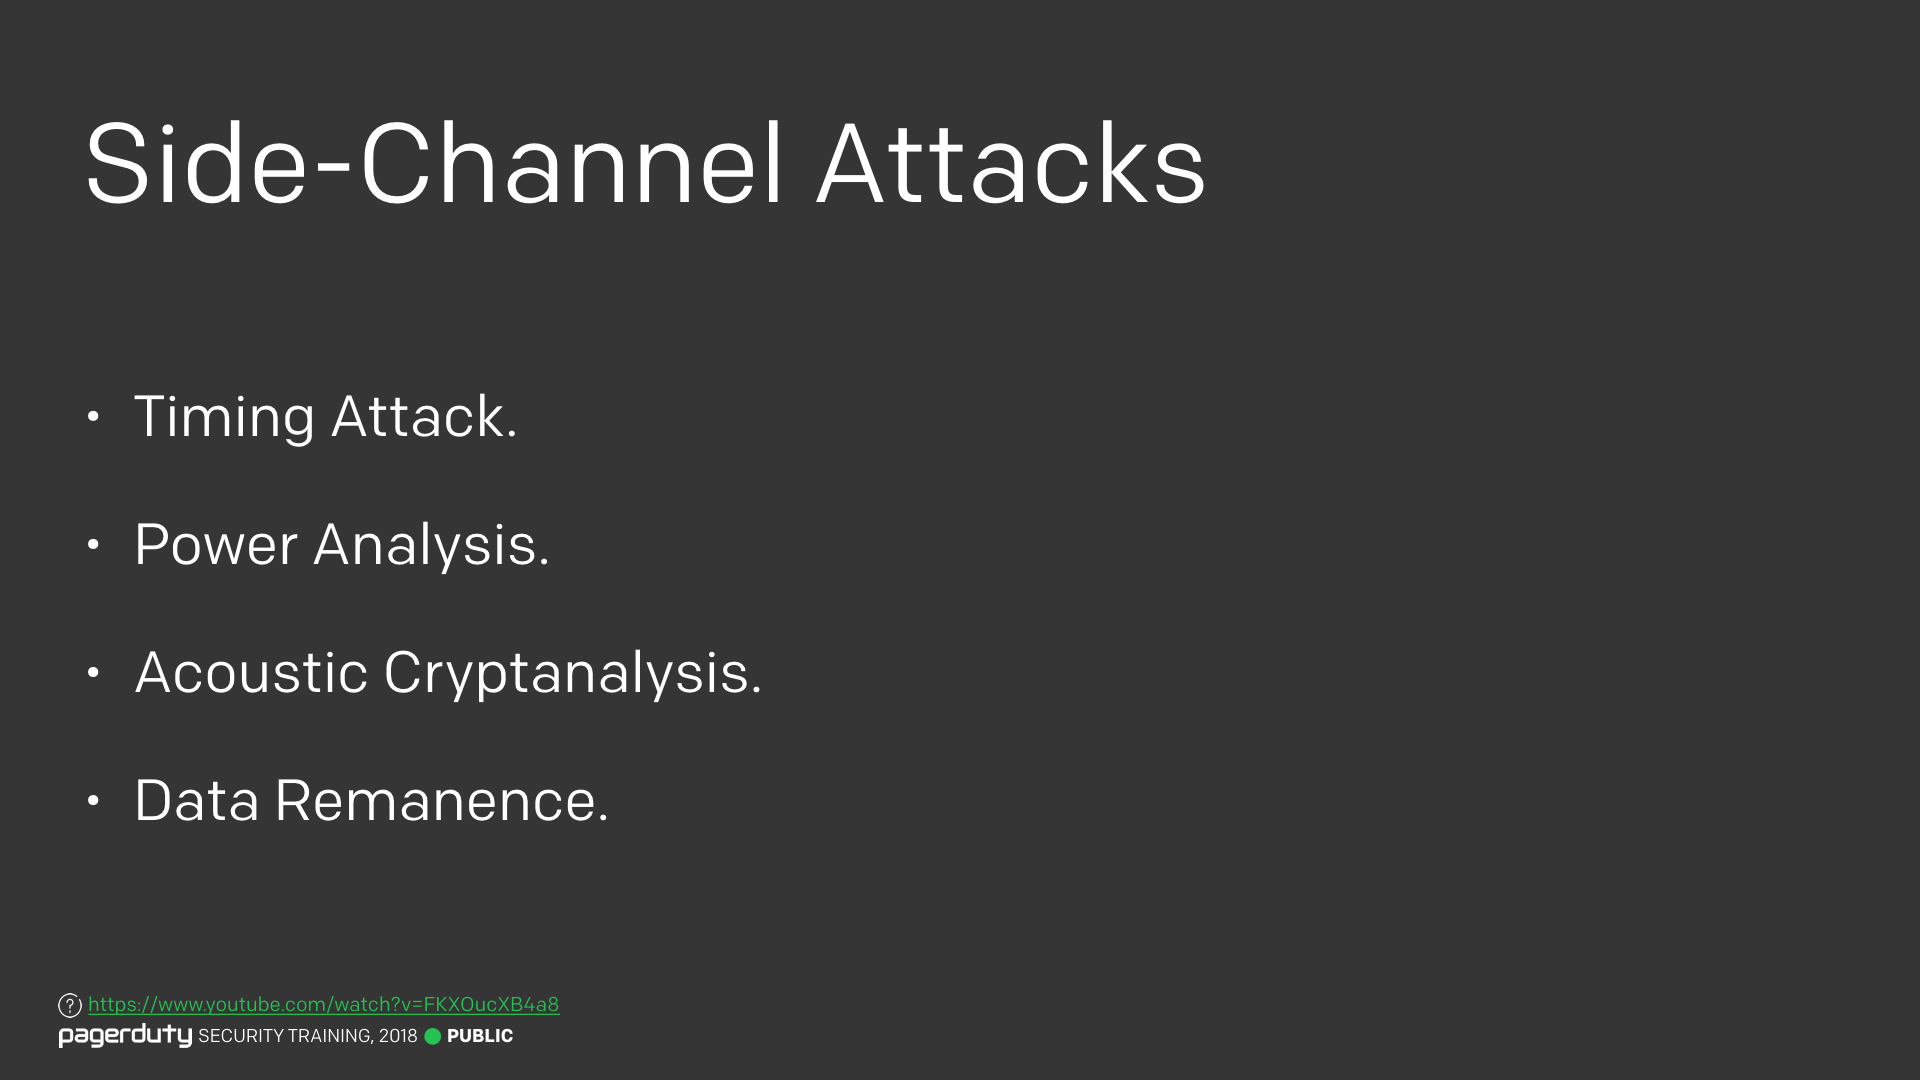 Side-Channel Attacks
• Timing Attack.
• Power Analysis.
• Acoustic Cryptanalysis.
• Data Remanence.
? https://www.youtube.com/watch?v=FKXOucXB4a8
pagerduty SECURITY TRAINING, 2018 PUBLIC